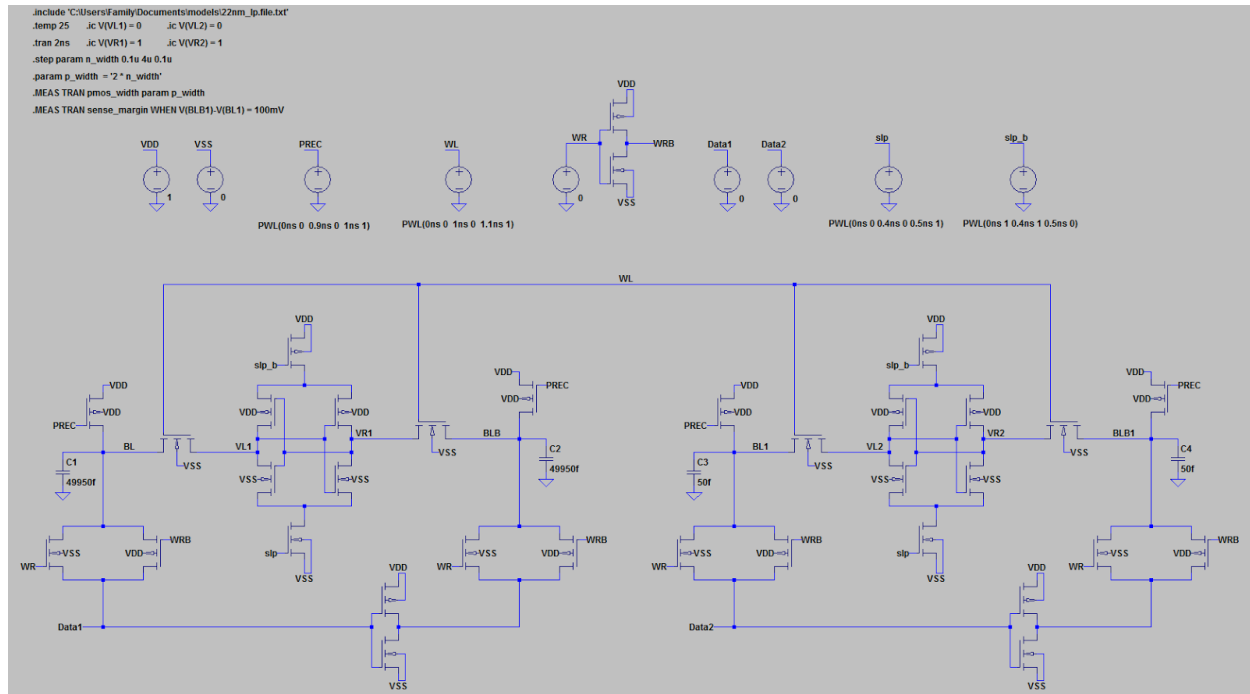 .include 'C:\Users\Family\Documents\models\22nm_lp.file.txt'
.temp 25 .ic V(VL1) = 0 .ic V(VL2) = 0
.tran 2ns .ic V(VR1) = 1 .ic V(VR2) = 1
.step param n_width 0.1u 4u 0.1u
.param p_width = '2 * n_width'
.MEAS TRAN pmos_width param p_width
.MEAS TRAN sense_margin WHEN V(BLB1)-V(BL1) = 100mV
VDD
WR WRB
VSS
VDD VSS PREC WL Data1 Data2 slp slp_b
1 0 0 0 0
PWL(0ns 0 0.9ns 0 1ns 1) PWL(0ns 0 1ns 0 1.1ns 1) PWL(0ns 0 0.4ns 0 0.5ns 1) PWL(0ns 1 0.4ns 1 0.5ns 0)
WL
VDD VDD
slp_b slp_b
VDD VDD VDD VDD
PREC VDD VDD PREC PREC VDD VDD PREC
VDD VDD VDD VDD
BL VL1 VR1 BLB BL1 VL2 VR2 BLB1
VSS VSS VSS VSS
C1 C2 C3 C4
49950f 49950f 50f 50f
VSS VSS VSS VSS
slp slp
VSS VSS
WR VSS VDD WRB WR VSS VDD WRB WR VSS VDD WRB WR VSS VDD WRB
VDD VDD
Data1 Data2
VSS VSS